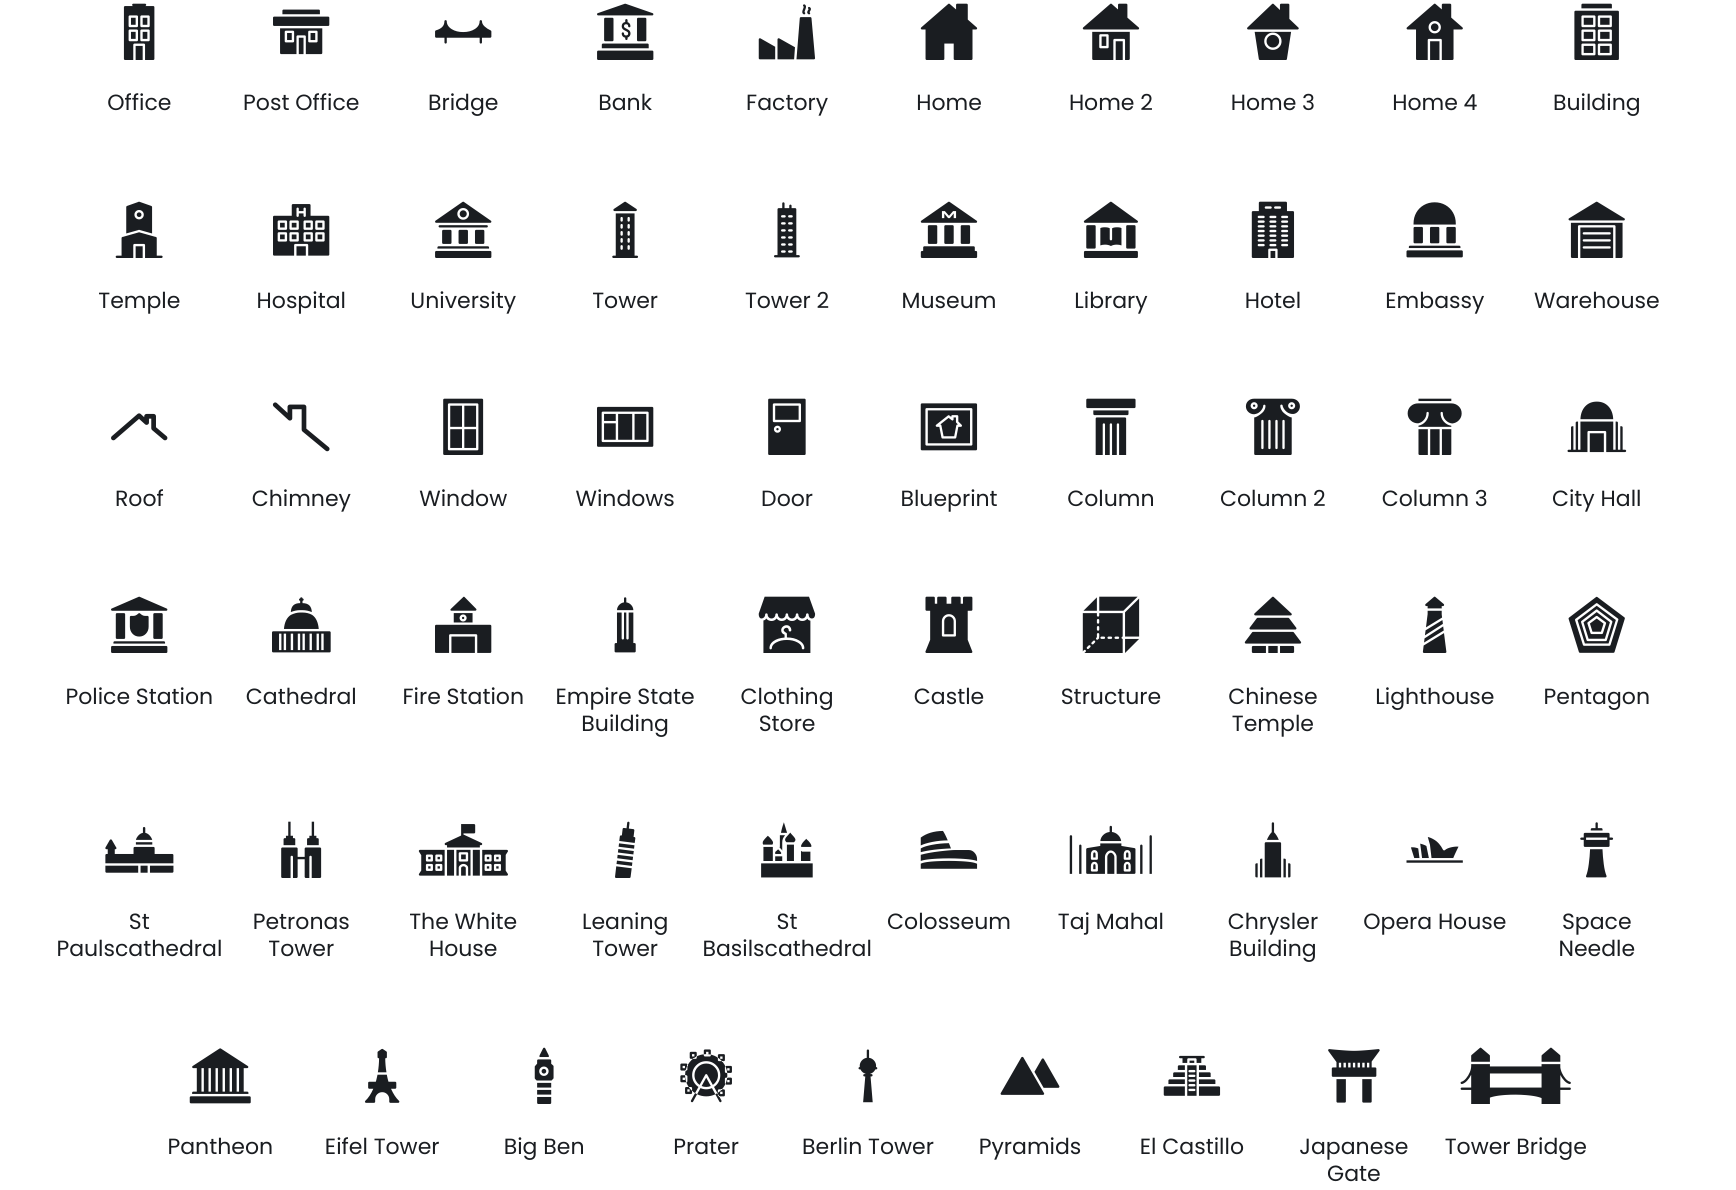 Office Post Office Bridge Bank Factory Home Home 2 Home 3 Home 4 Building
Temple Hospital University Tower Tower 2 Museum Library Hotel Embassy Warehouse
Roof Chimney Window Windows Door Blueprint Column Column 2 Column 3 City Hall
Police Station Cathedral Fire Station Empire State Clothing Castle Structure Chinese Lighthouse Pentagon
Building Store Temple
St Petronas The White Leaning St Colosseum Taj Mahal Chrysler Opera House Space
Paulscathedral Tower House Tower Basilscathedral Building Needle
Pantheon Eifel Tower Big Ben Prater Berlin Tower Pyramids El Castillo Japanese Tower Bridge
Gate